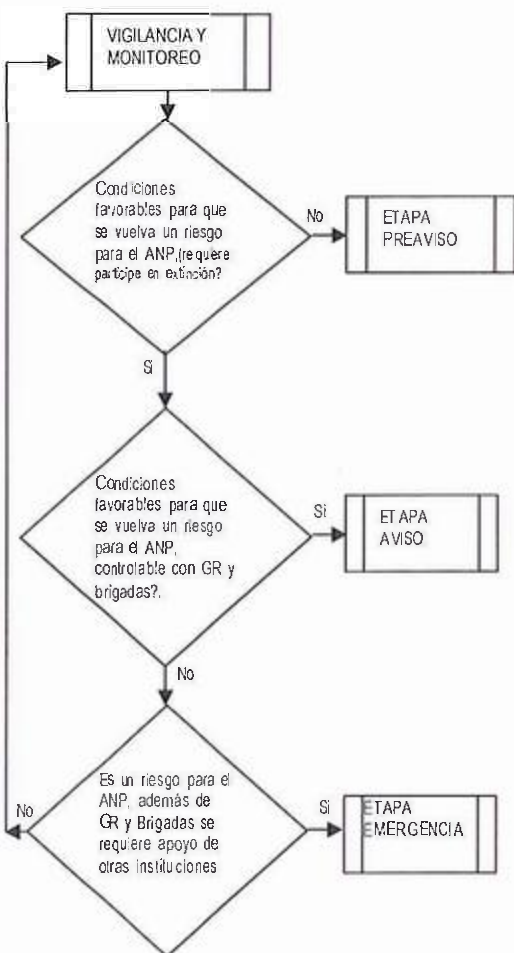 VIGILANCIA Y
MONITOREO
Condiciones
favorables para que
se vuelva un riesgo
para el ANP,(requiere
participe en extinción?
No
ETAPA
PREAVISO
Si
Condiciones
favorables para que
se vuelva un riesgo
para el ANP,
controlable con GR y
brigadas?.
Si
ETAPA
AVISO
No
Es un riesgo para el
ANP, además de
GR y Brigadas se
requiere apoyo de
otras instituciones
No
Si
ETAPA
EMERGENCIA